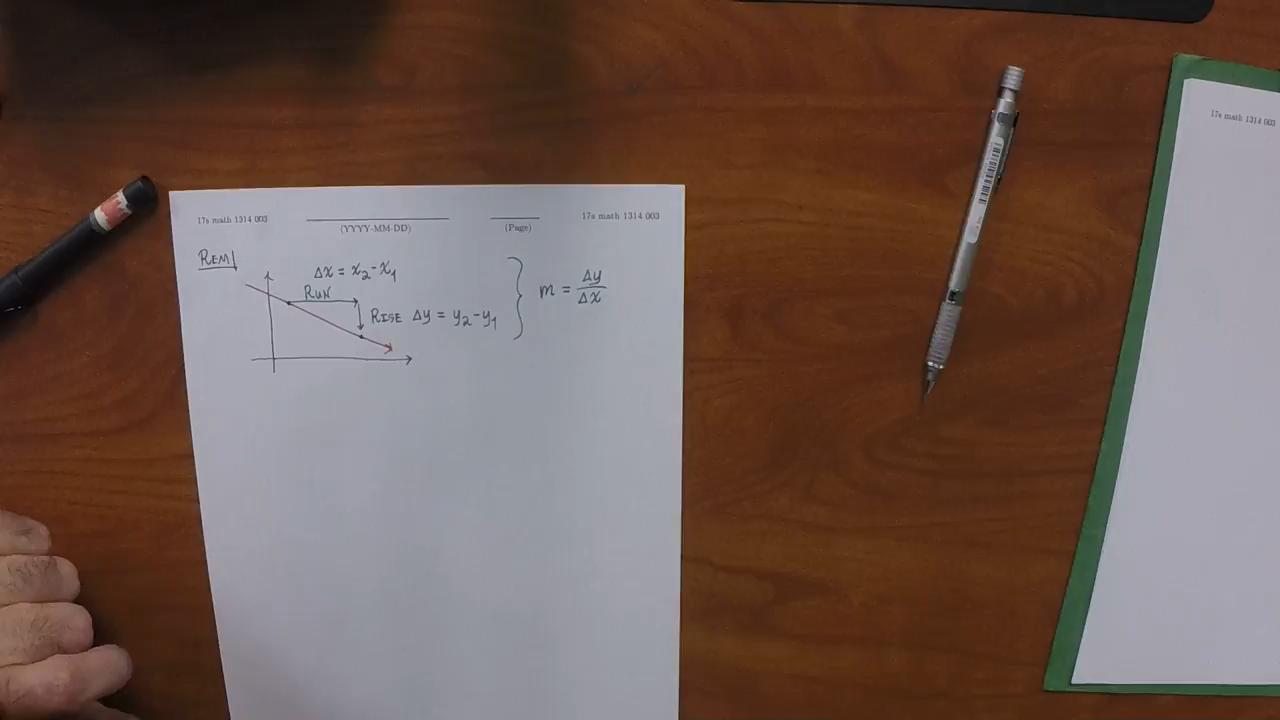 17s math 1314 003 (YYYY-MM-DD) (Page) 17s math 1314 003
REM!
Δx = x₂-x₁
RUN
RISE Δy = y₂-y₁
} m = Δy/Δx
17s math 1314 003